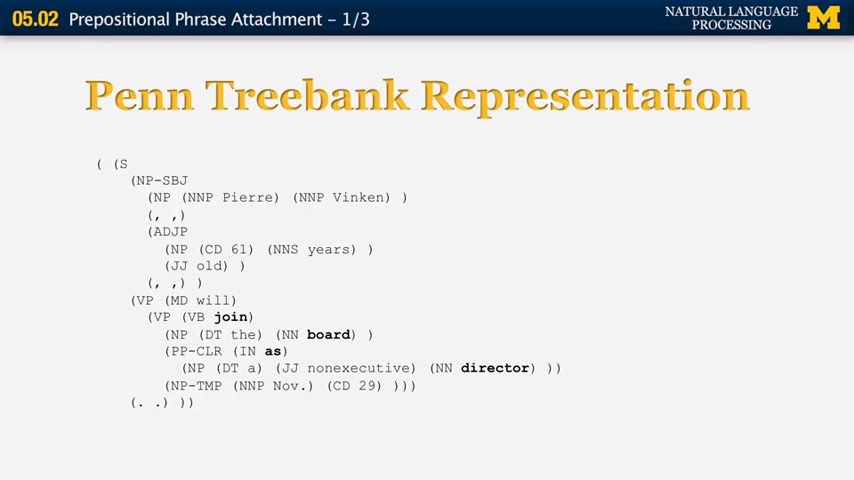 05.02 Prepositional Phrase Attachment – 1/3
NATURAL LANGUAGE
PROCESSING
M
Penn Treebank Representation
( (S
(NP-SBJ
(NP (NNP Pierre) (NNP Vinken) )
(, ,)
(ADJP
(NP (CD 61) (NNS years) )
(JJ old) )
(, ,) )
(VP (MD will)
(VP (VB join)
(NP (DT the) (NN board) )
(PP-CLR (IN as)
(NP (DT a) (JJ nonexecutive) (NN director) ))
(NP-TMP (NNP Nov.) (CD 29) )))
(. .) ))